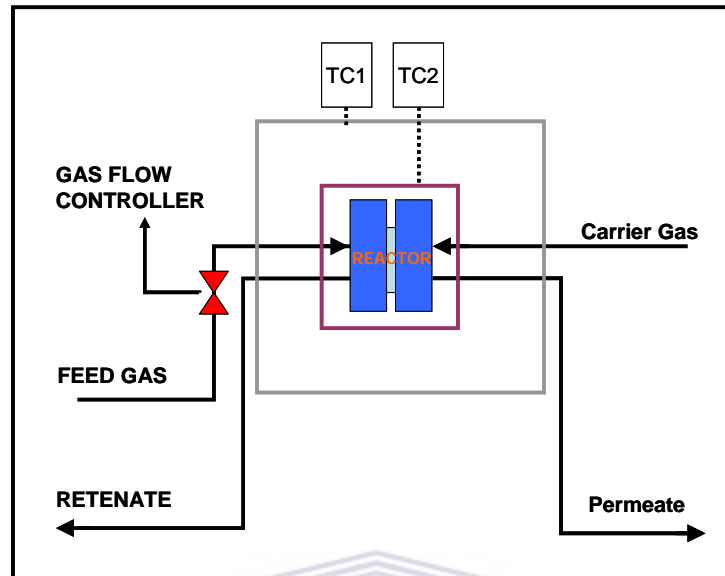 TC1
TC2
GAS FLOW
CONTROLLER
Carrier Gas
REACTOR
FEED GAS
RETENATE
Permeate